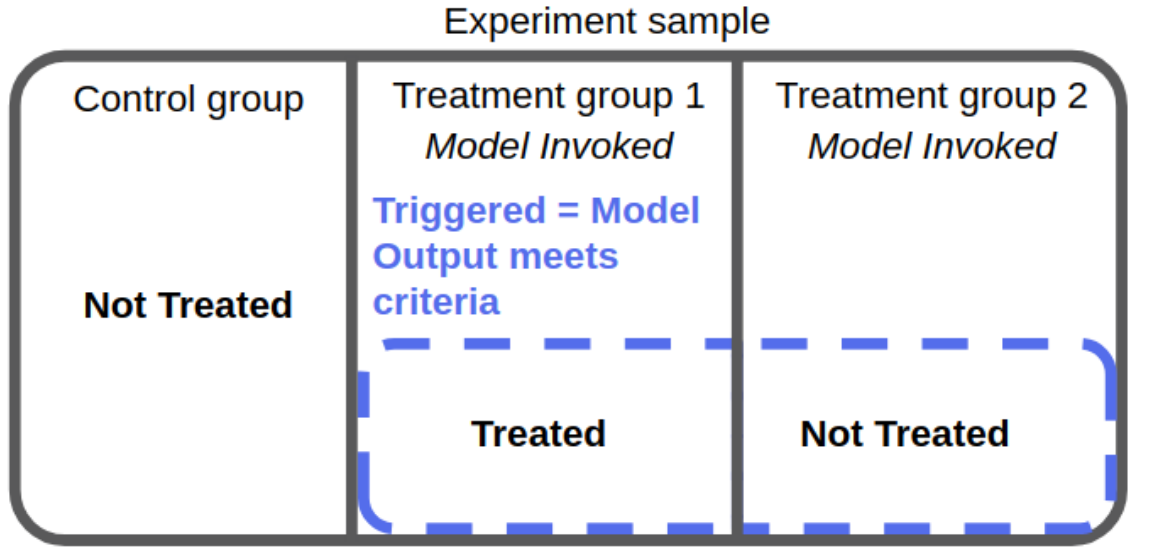 Experiment sample
Control group
Not Treated
Treatment group 1
Model Invoked
Triggered = Model
Output meets
criteria
Treated
Treatment group 2
Model Invoked
Not Treated